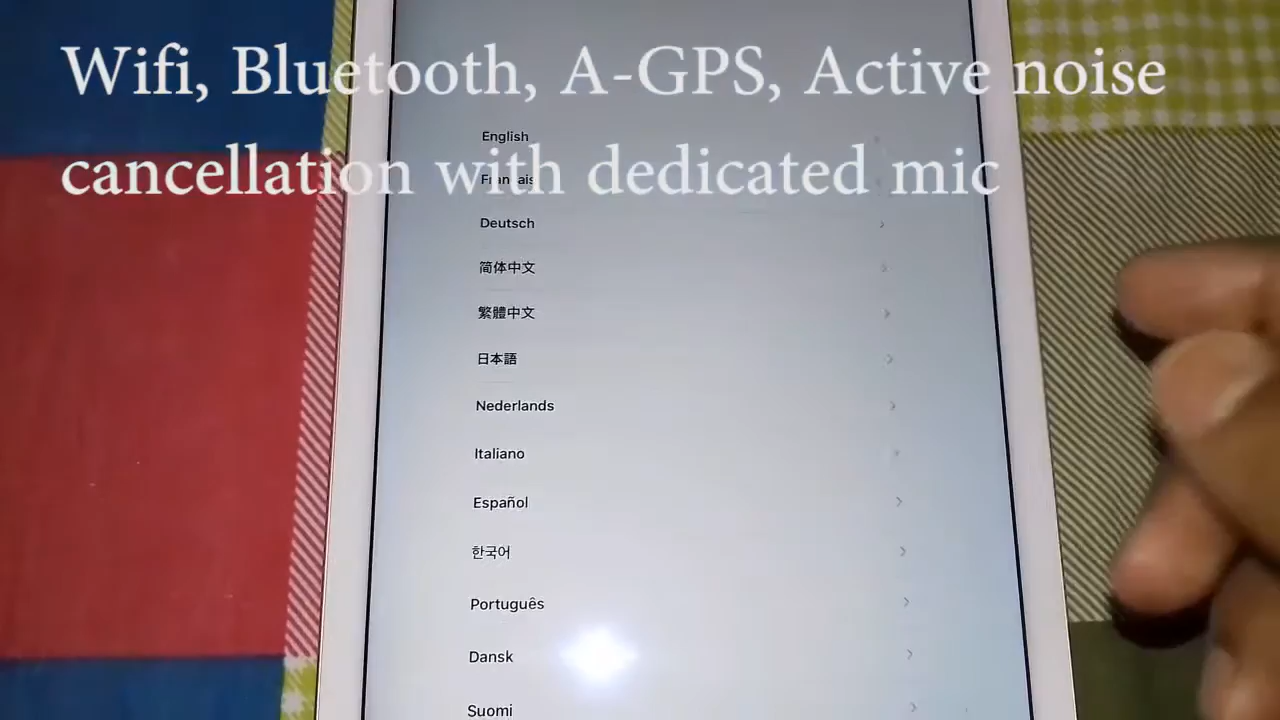 Wifi, Bluetooth, A-GPS, Active noise
cancellation with dedicated mic
English
Français
Deutsch
简体中文
繁體中文
日本語
Nederlands
Italiano
Español
한국어
Português
Dansk
Suomi